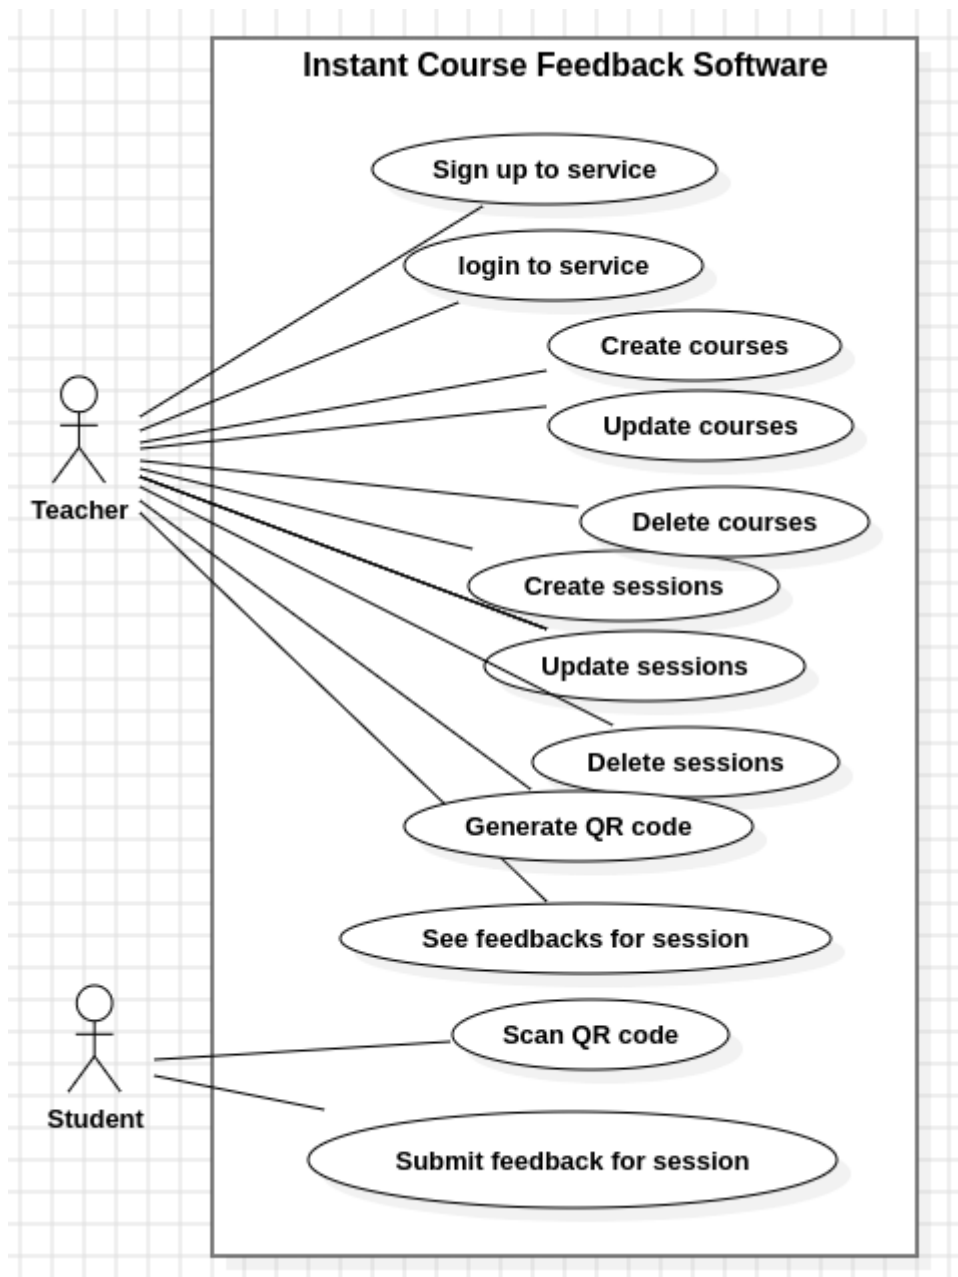 Instant Course Feedback Software
Sign up to service
login to service
Create courses
Update courses
Teacher
Delete courses
Create sessions
Update sessions
Delete sessions
Generate QR code
See feedbacks for session
Scan QR code
Student
Submit feedback for session